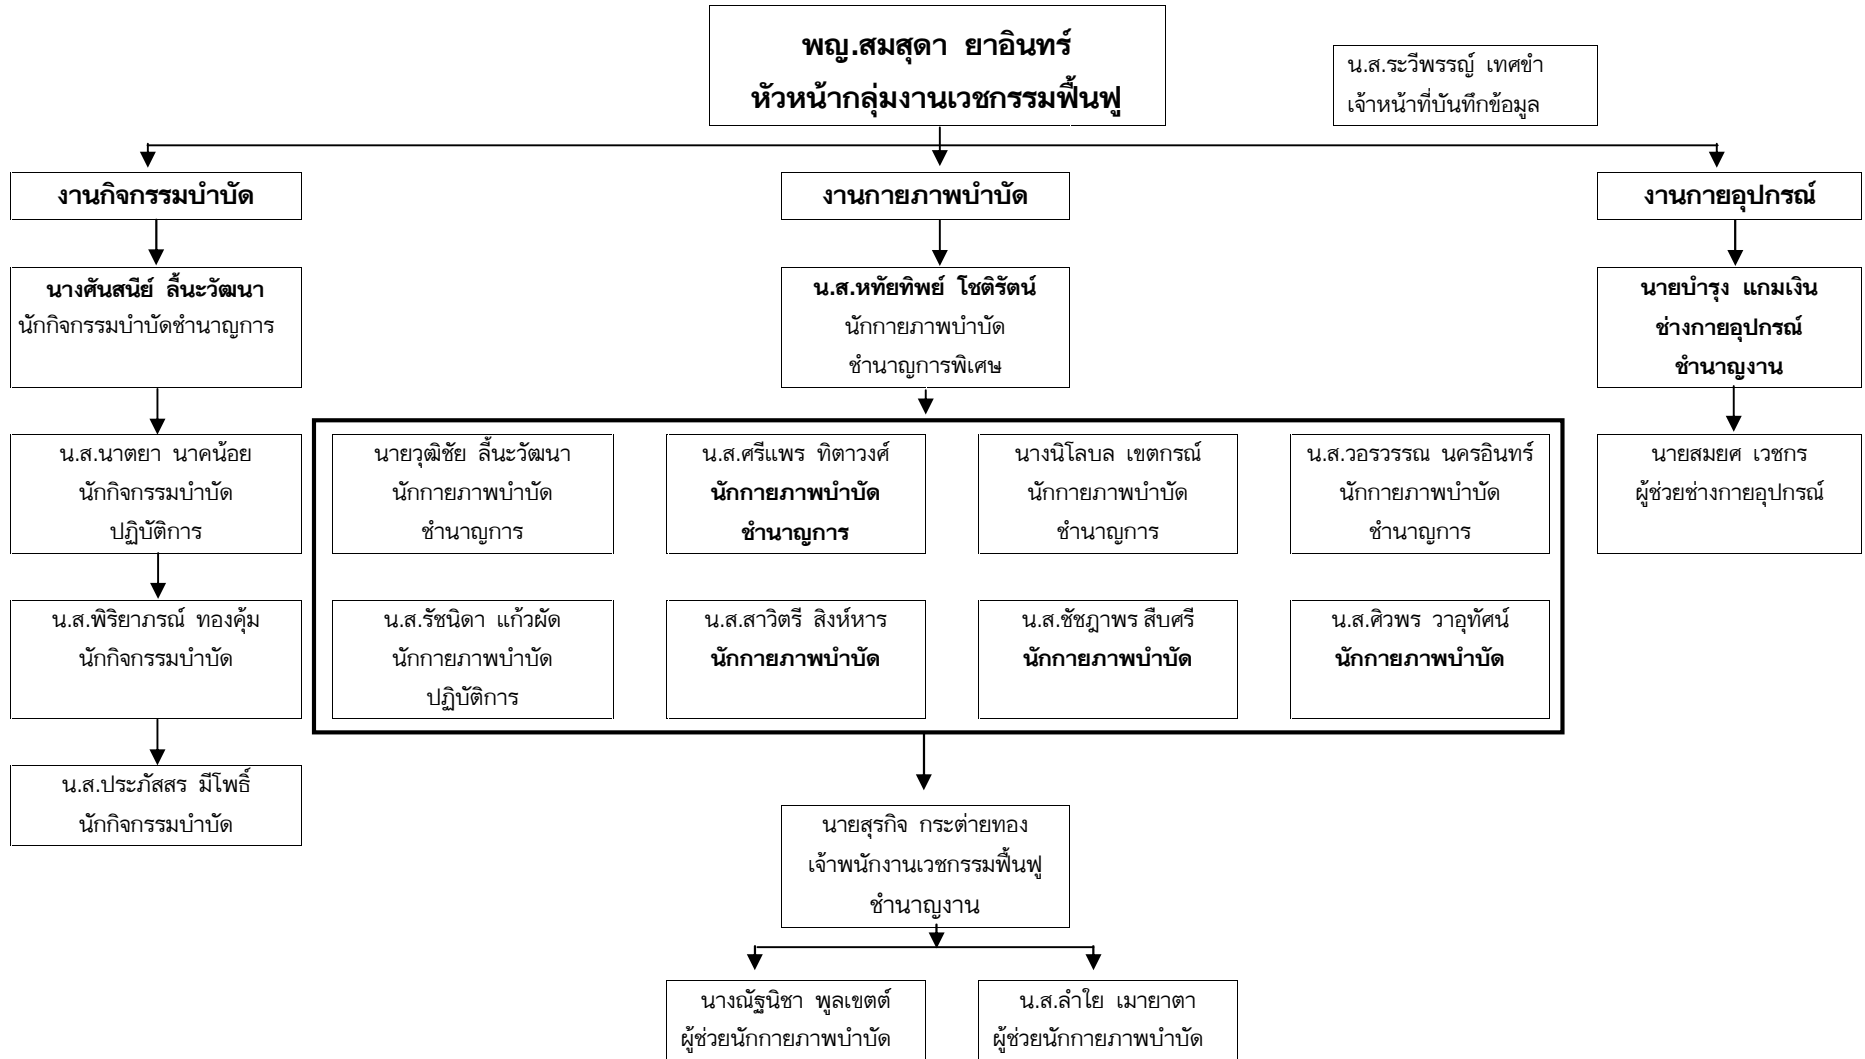 พญ.สมสุดา ยาอินทร์
หัวหน้ากลุ่มงานเวชกรรมฟื้นฟู
น.ส.ระวีพรรญ์ เทศขำ
เจ้าหน้าที่บันทึกข้อมูล
งานกิจกรรมบำบัด
งานกายภาพบำบัด
งานกายอุปกรณ์
นางศันสนีย์ ลิ้นะวัฒนา
นักกิจกรรมบำบัดชำนาญการ
น.ส.หทัยทิพย์ โชติรัตน์
นักกายภาพบำบัด
ชำนาญการพิเศษ
นายบำรุง แกมเงิน
ช่างกายอุปกรณ์
ชำนาญงาน
น.ส.นาตยา นาคน้อย
นักกิจกรรมบำบัด
ปฏิบัติการ
นายวุฒิชัย ลี้นะวัฒนา
นักกายภาพบำบัด
ชำนาญการ
น.ส.ศรีแพร ทิตาวงศ์
นักกายภาพบำบัด
ชำนาญการ
นางนิโลบล เขตกรณ์
นักกายภาพบำบัด
ชำนาญการ
น.ส.วอรวรรณ นครอินทร์
นักกายภาพบำบัด
ชำนาญการ
นายสมยศ เวชกร
ผู้ช่วยช่างกายอุปกรณ์
น.ส.พิริยาภรณ์ ทองคุ้ม
นักกิจกรรมบำบัด
น.ส.รัชนิดา แก้วผัด
นักกายภาพบำบัด
ปฏิบัติการ
น.ส.สาวิตรี สิงห์หาร
นักกายภาพบำบัด
น.ส.ชัชฎาพร สืบศรี
นักกายภาพบำบัด
น.ส.ศิวพร วาอุทัศน์
นักกายภาพบำบัด
น.ส.ประภัสสร มีโพธิ์
นักกิจกรรมบำบัด
นายสุรกิจ กระต่ายทอง
เจ้าพนักงานเวชกรรมฟื้นฟู
ชำนาญงาน
นางณัฐนิชา พูลเขตต์
ผู้ช่วยนักกายภาพบำบัด
น.ส.ลำใย เมายาตา
ผู้ช่วยนักกายภาพบำบัด